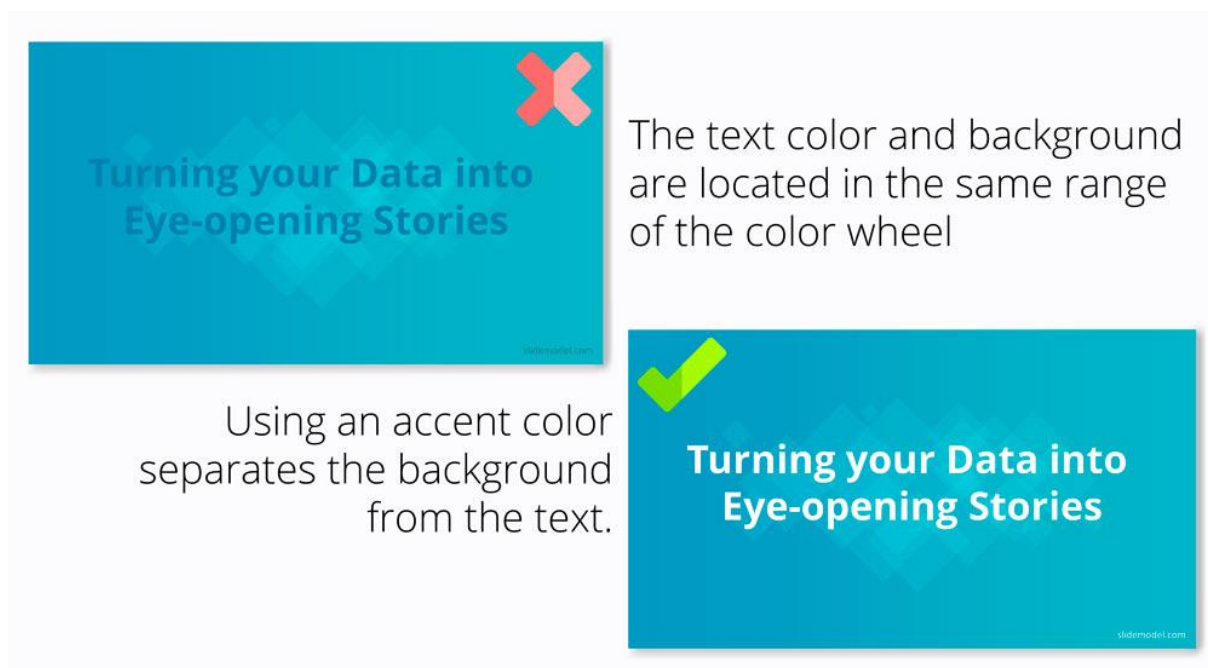 Turning your Data into
Eye-opening Stories
slidemodel.com
The text color and background
are located in the same range
of the color wheel
Using an accent color
separates the background
from the text.
Turning your Data into
Eye-opening Stories
slidemodel.com